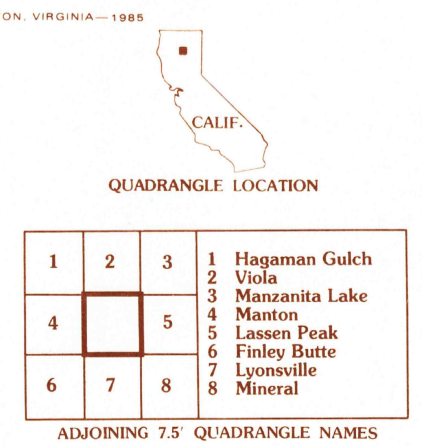 ON, VIRGINIA—1985
CALIF.
QUADRANGLE LOCATION
1 2 3
4 5
6 7 8
1 Hagaman Gulch
2 Viola
3 Manzanita Lake
4 Manton
5 Lassen Peak
6 Finley Butte
7 Lyonsville
8 Mineral
ADJOINING 7.5′ QUADRANGLE NAMES